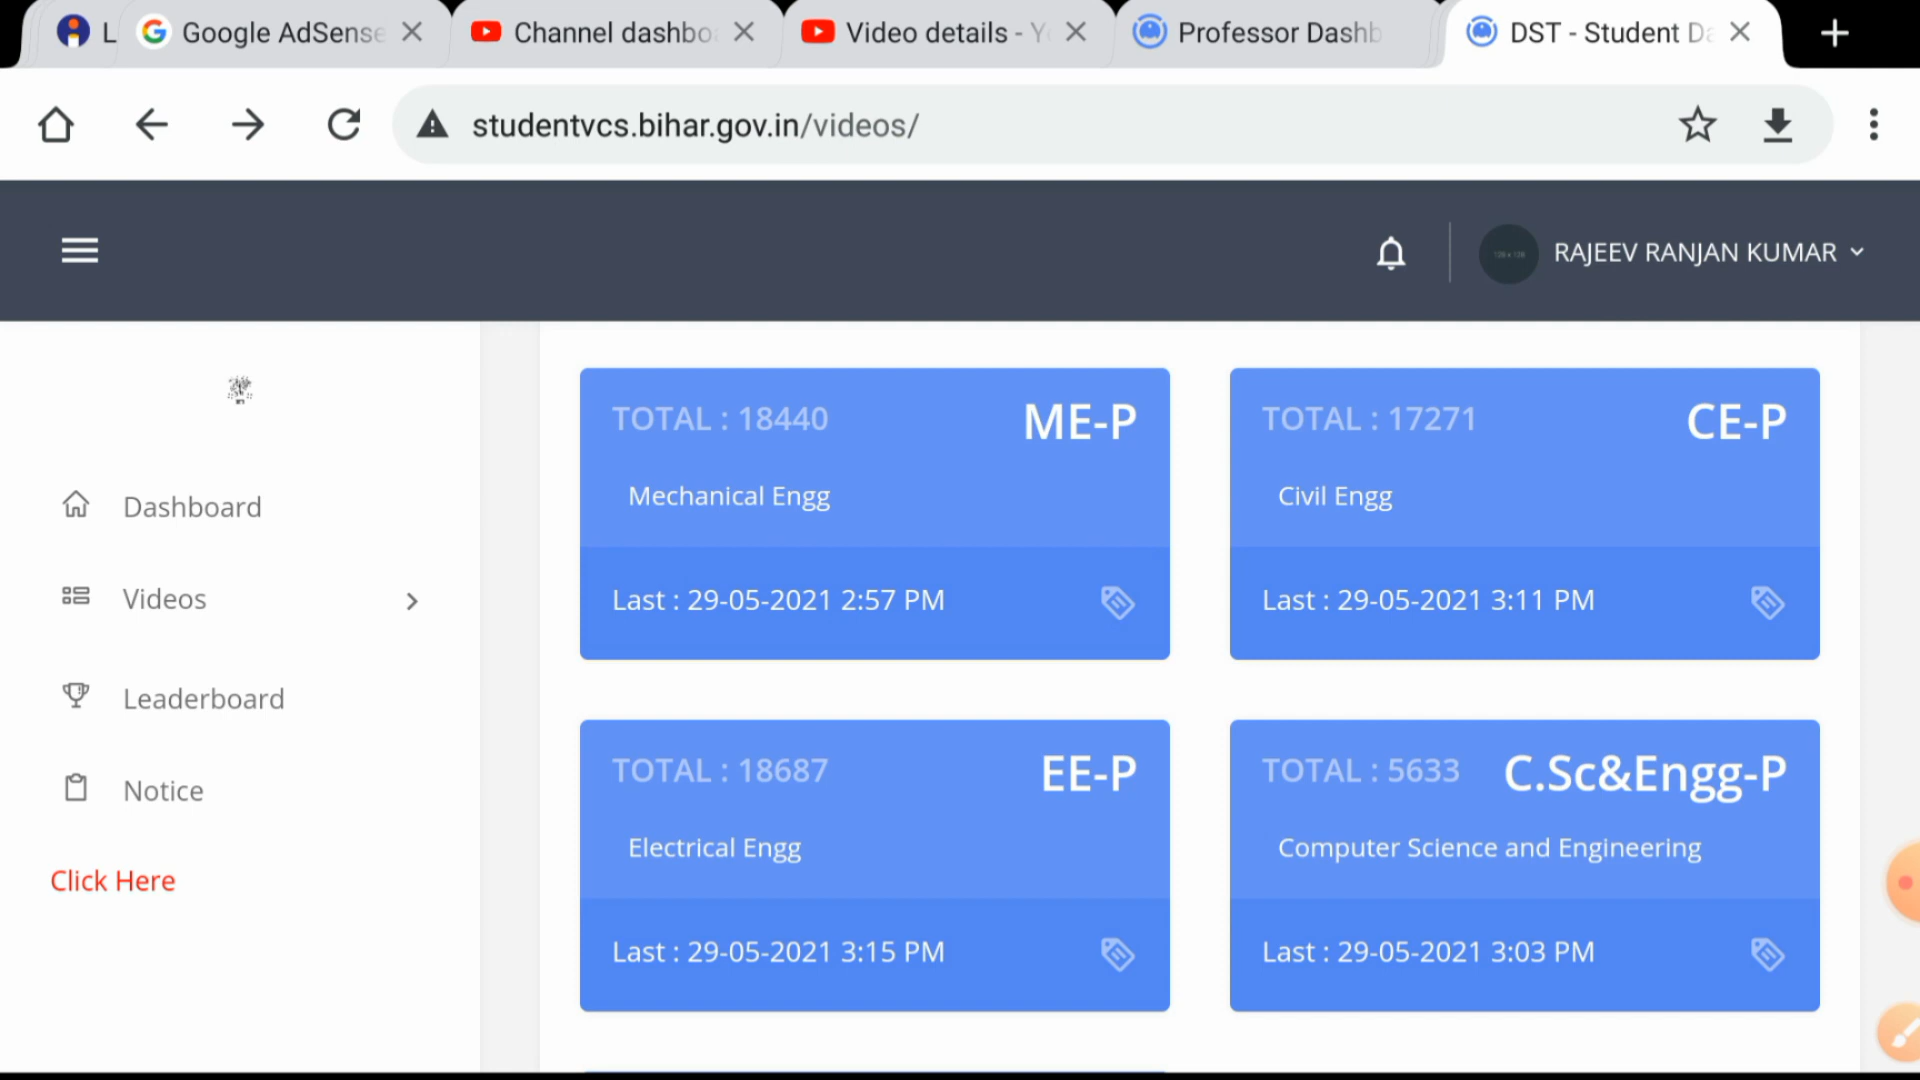 L
Google AdSense
Channel dashbo
Video details - Y
Professor Dashb
DST - Student Da
studentvcs.bihar.gov.in/videos/
RAJEEV RANJAN KUMAR
TOTAL : 18440
ME-P
Mechanical Engg
Last : 29-05-2021 2:57 PM
TOTAL : 17271
CE-P
Civil Engg
Last : 29-05-2021 3:11 PM
Dashboard
Videos
Leaderboard
Notice
Click Here
TOTAL : 18687
EE-P
Electrical Engg
Last : 29-05-2021 3:15 PM
TOTAL : 5633
C.Sc&Engg-P
Computer Science and Engineering
Last : 29-05-2021 3:03 PM